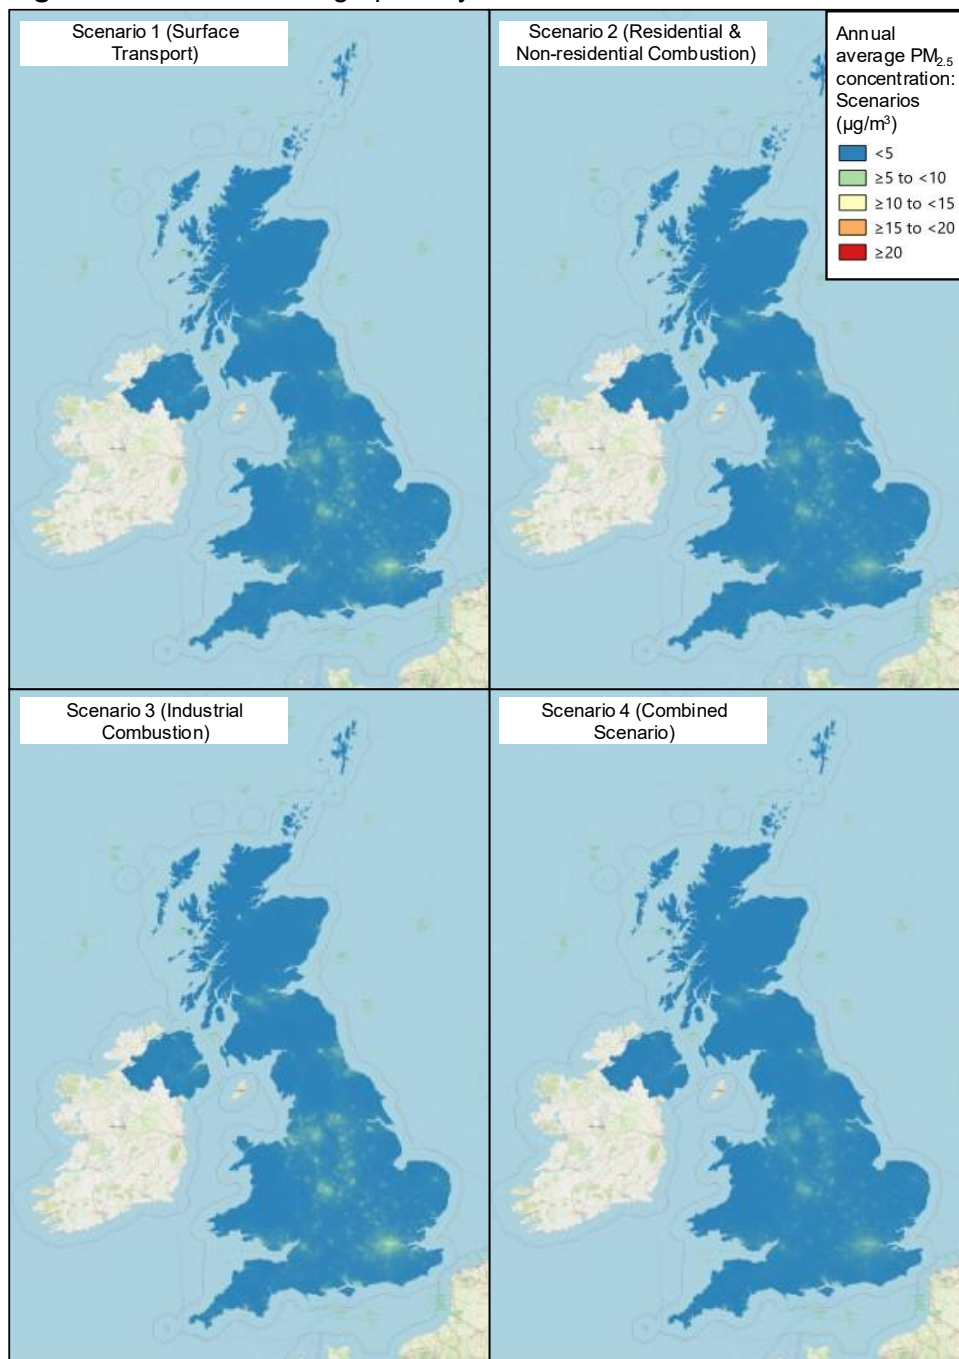 Scenario 1 (Surface
Transport)
Scenario 2 (Residential &
Non-residential Combustion)
Annual
average PM2.5
concentration:
Scenarios
(µg/m³)
<5
≥5 to <10
≥10 to <15
≥15 to <20
≥20
Scenario 3 (Industrial
Combustion)
Scenario 4 (Combined
Scenario)